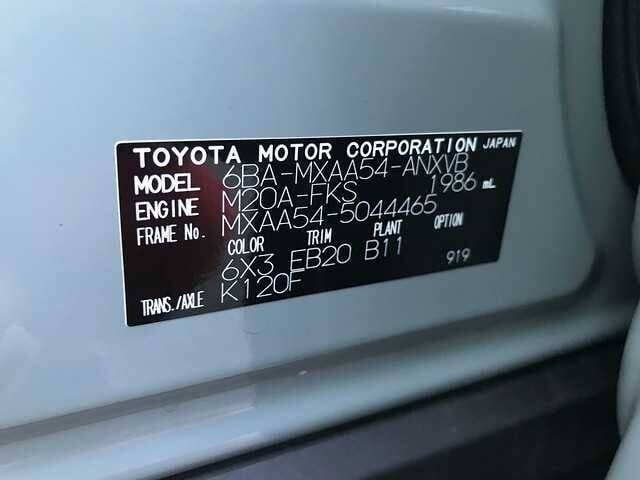 TOYOTA MOTOR CORPORATION JAPAN
MODEL 6BA-MXAA54-ANXVB
ENGINE M20A-FKS 1986 mL
FRAME No. MXAA54-5044465
COLOR TRIM PLANT OPTION
6X3 EB20 B11 919
TRANS./AXLE K120F